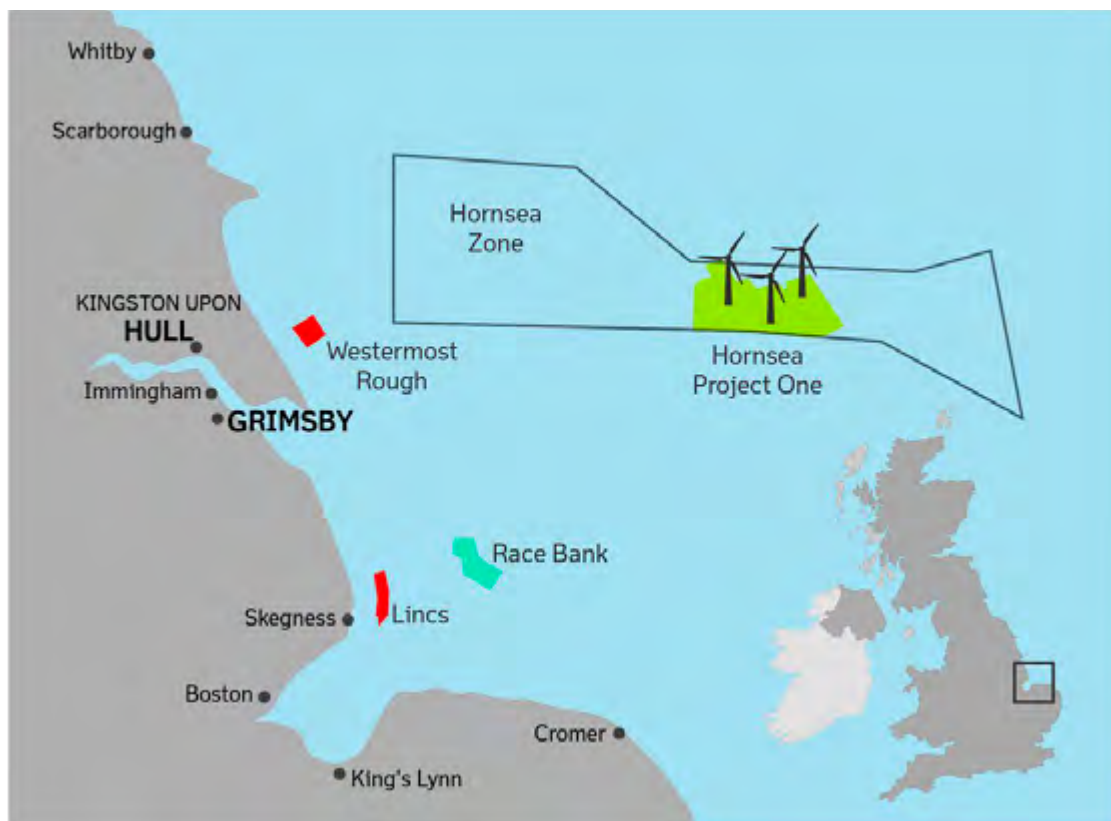 Whitby
Scarborough
Hornsea
Zone
KINGSTON UPON
HULL
Westermost
Rough
Hornsea
Project One
Immingham
GRIMSBY
Race Bank
Skegness
Lincs
Boston
Cromer
King's Lynn